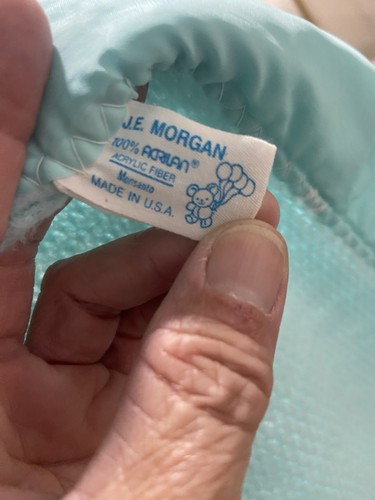 J.E. MORGAN
100% ACRILAN®
ACRYLIC FIBER
Monsanto
MADE IN U.S.A.